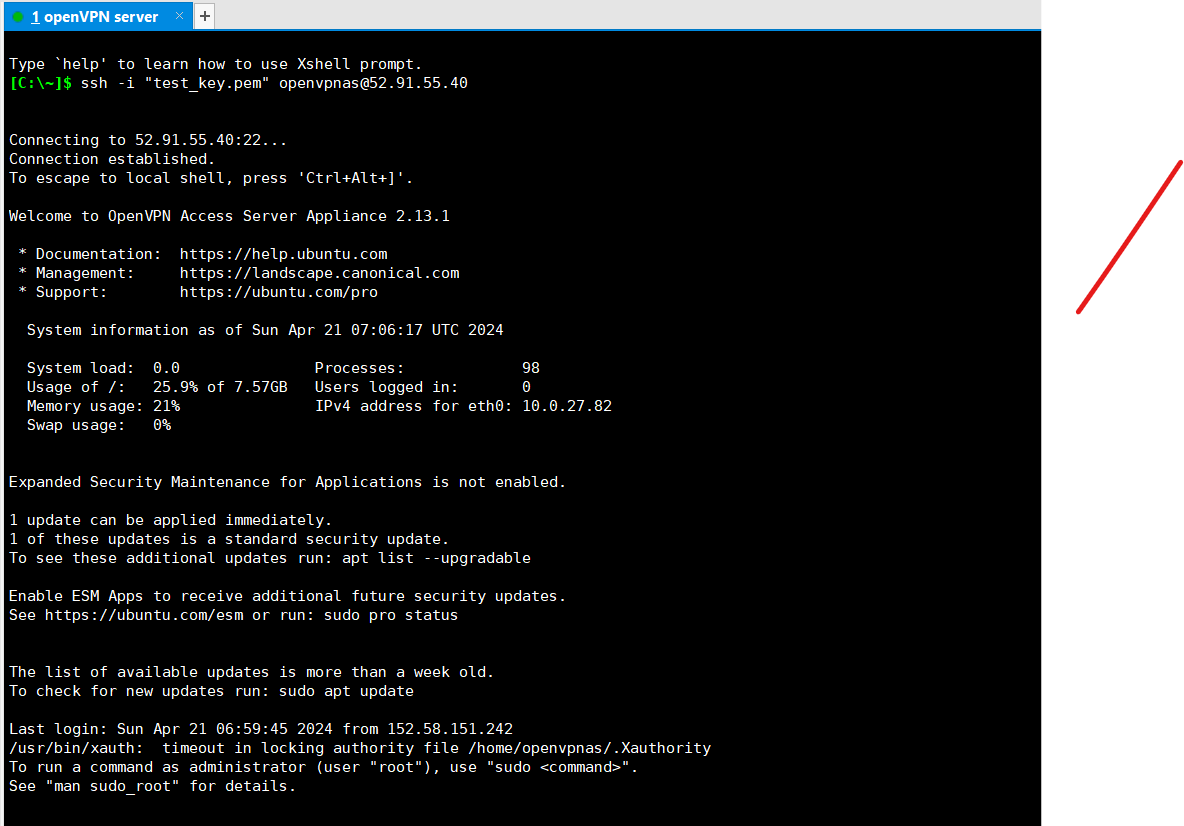 1 openVPN server × +
Type `help' to learn how to use Xshell prompt.
[C:\~]$ ssh -i "test_key.pem" openvpnas@52.91.55.40
Connecting to 52.91.55.40:22...
Connection established.
To escape to local shell, press 'Ctrl+Alt+]'.
Welcome to OpenVPN Access Server Appliance 2.13.1
* Documentation:  https://help.ubuntu.com
* Management:     https://landscape.canonical.com
* Support:        https://ubuntu.com/pro
System information as of Sun Apr 21 07:06:17 UTC 2024
System load:  0.0               Processes:             98
Usage of /:   25.9% of 7.57GB   Users logged in:       0
Memory usage: 21%               IPv4 address for eth0: 10.0.27.82
Swap usage:   0%
Expanded Security Maintenance for Applications is not enabled.
1 update can be applied immediately.
1 of these updates is a standard security update.
To see these additional updates run: apt list --upgradable
Enable ESM Apps to receive additional future security updates.
See https://ubuntu.com/esm or run: sudo pro status
The list of available updates is more than a week old.
To check for new updates run: sudo apt update
Last login: Sun Apr 21 06:59:45 2024 from 152.58.151.242
/usr/bin/xauth:  timeout in locking authority file /home/openvpnas/.Xauthority
To run a command as administrator (user "root"), use "sudo <command>".
See "man sudo_root" for details.